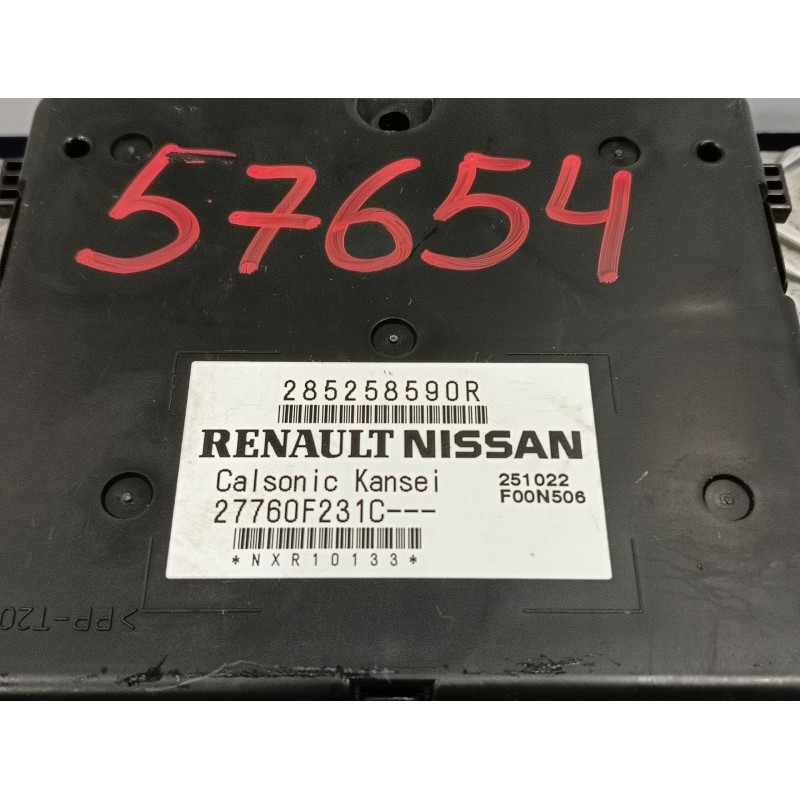 57654
285258590R
RENAULT NISSAN
Calsonic Kansei
251022
27760F231C---
F00N506
*NXR10133*
>PP-T20